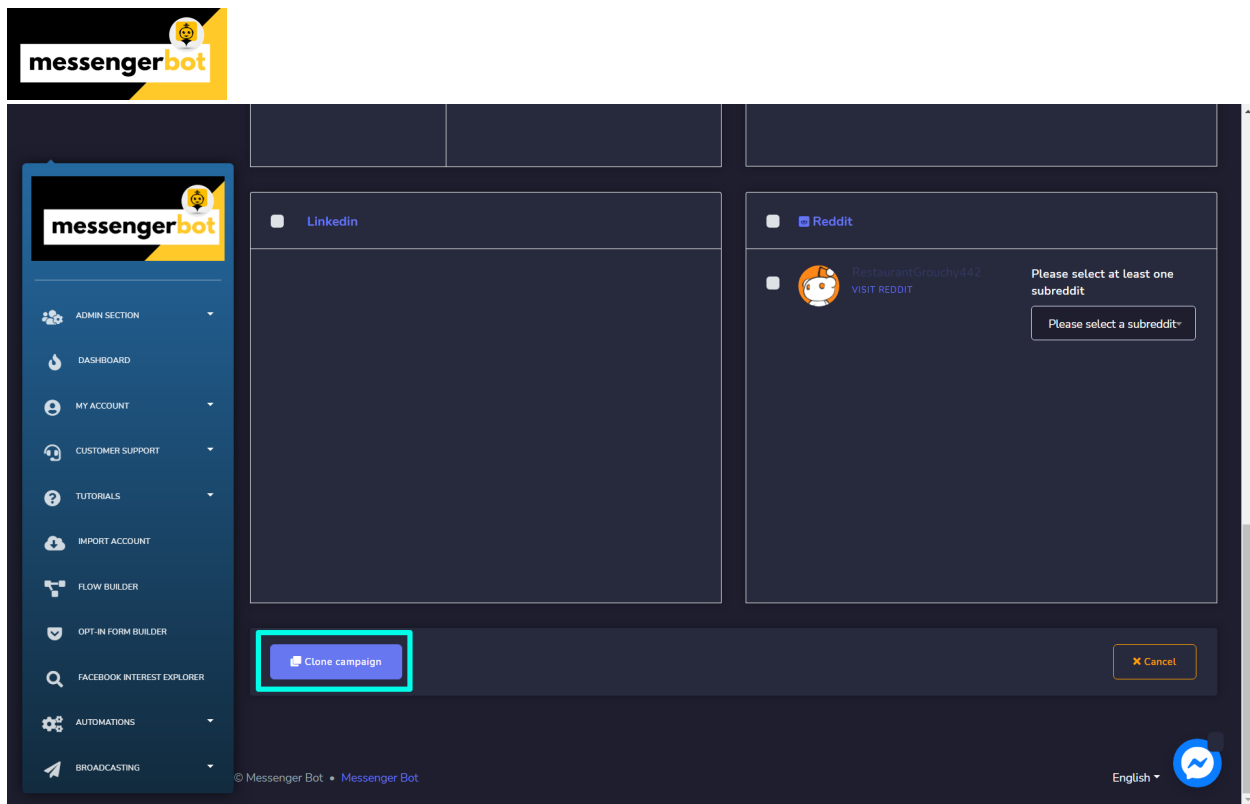 messengerbot
messengerbot
ADMIN SECTION
DASHBOARD
MY ACCOUNT
CUSTOMER SUPPORT
TUTORIALS
IMPORT ACCOUNT
FLOW BUILDER
OPT-IN FORM BUILDER
FACEBOOK INTEREST EXPLORER
AUTOMATIONS
BROADCASTING
Linkedin
Reddit
RestaurantGrouchy442
VISIT REDDIT
Please select at least one
subreddit
Please select a subreddit
Clone campaign
Cancel
© Messenger Bot • Messenger Bot
English